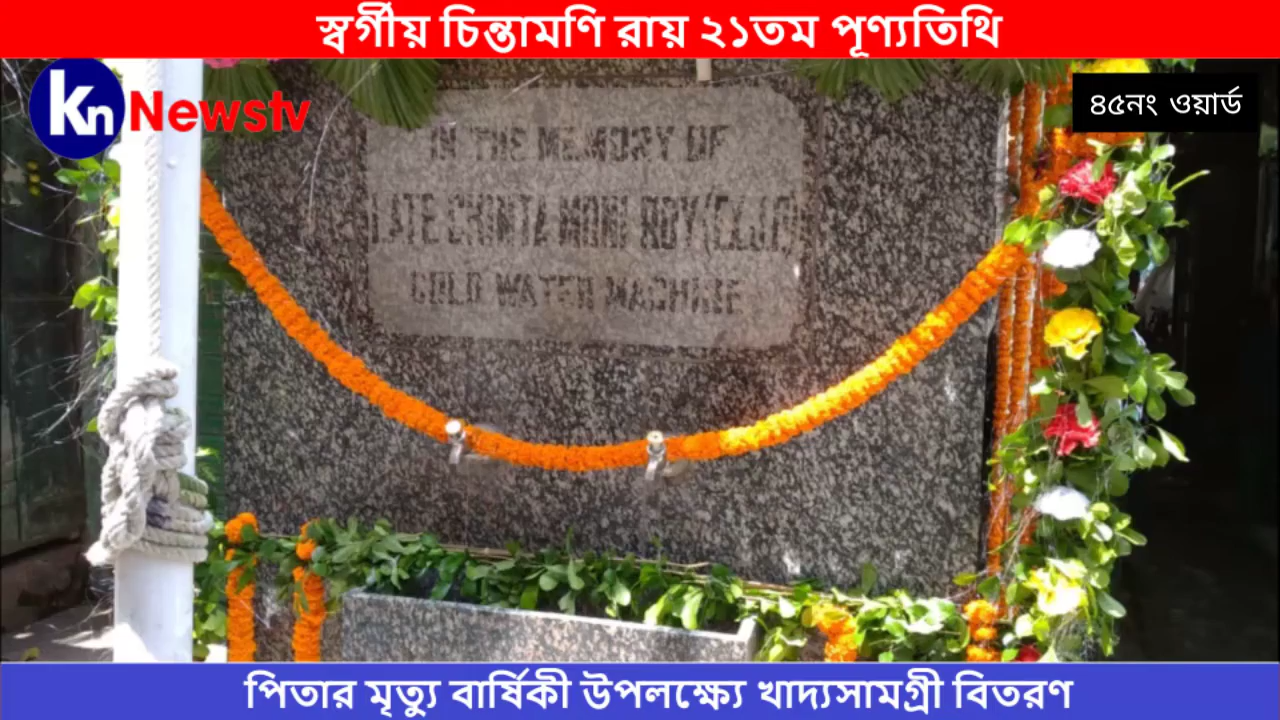 স্বর্গীয় চিন্তামণি রায় ২১তম পূণ্যতিথি
Kn Newstv
৪৫নং ওয়ার্ড
IN THE MEMORY OF
LATE CHINTA MONI ROY
COLD WATER MACHINE
পিতার মৃত্যু বার্ষিকী উপলক্ষ্যে খাদ্যসামগ্রী বিতরণ